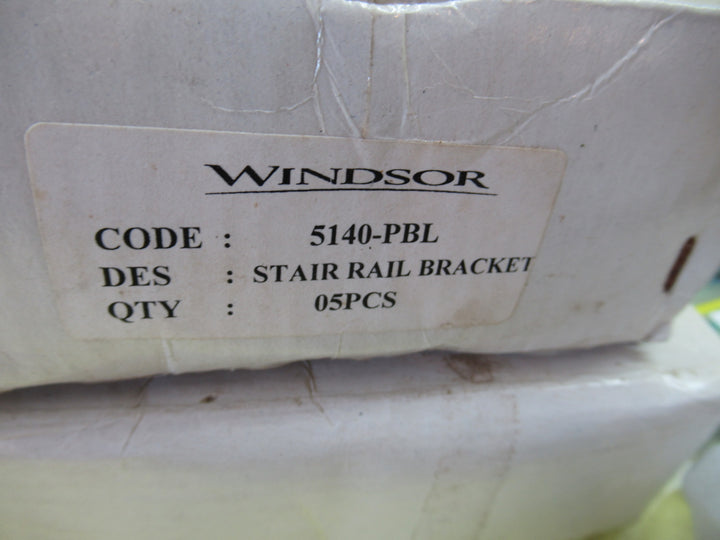 WINDSOR
CODE : 5140-PBL
DES : STAIR RAIL BRACKET
QTY : 05PCS